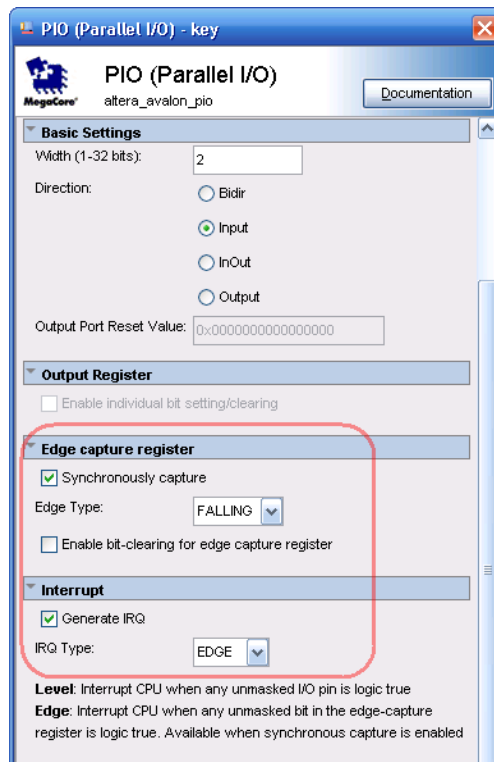 PIO (Parallel I/O) - key
PIO (Parallel I/O)
MegaCore®
altera_avalon_pio
Documentation
Basic Settings
Width (1-32 bits):
2
Direction:
Bidir
Input
InOut
Output
Output Port Reset Value:
0x0000000000000000
Output Register
Enable individual bit setting/clearing
Edge capture register
Synchronously capture
Edge Type:
FALLING
Enable bit-clearing for edge capture register
Interrupt
Generate IRQ
IRQ Type:
EDGE
Level: Interrupt CPU when any unmasked I/O pin is logic true
Edge: Interrupt CPU when any unmasked bit in the edge-capture
register is logic true. Available when synchronous capture is enabled